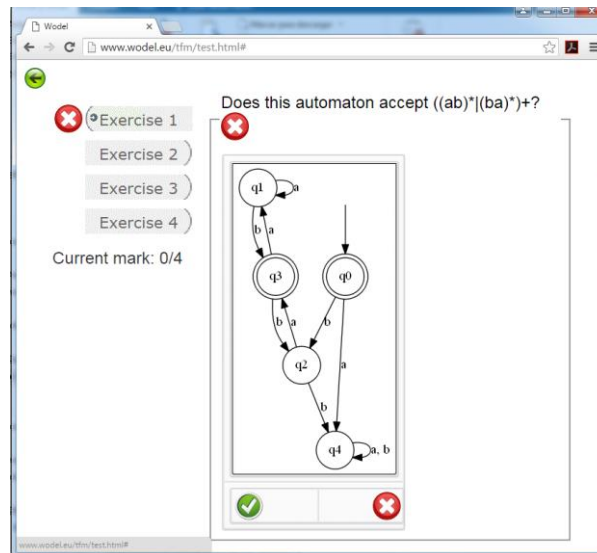 Wodel
www.wodel.eu/tfm/test.html#
Does this automaton accept ((ab)*|(ba)*)+?
Exercise 1
Exercise 2
Exercise 3
Exercise 4
Current mark: 0/4
q1
a
b
a
q3
q0
b
a
b
q2
a
b
q4
a, b
www.wodel.eu/tfm/test.html#